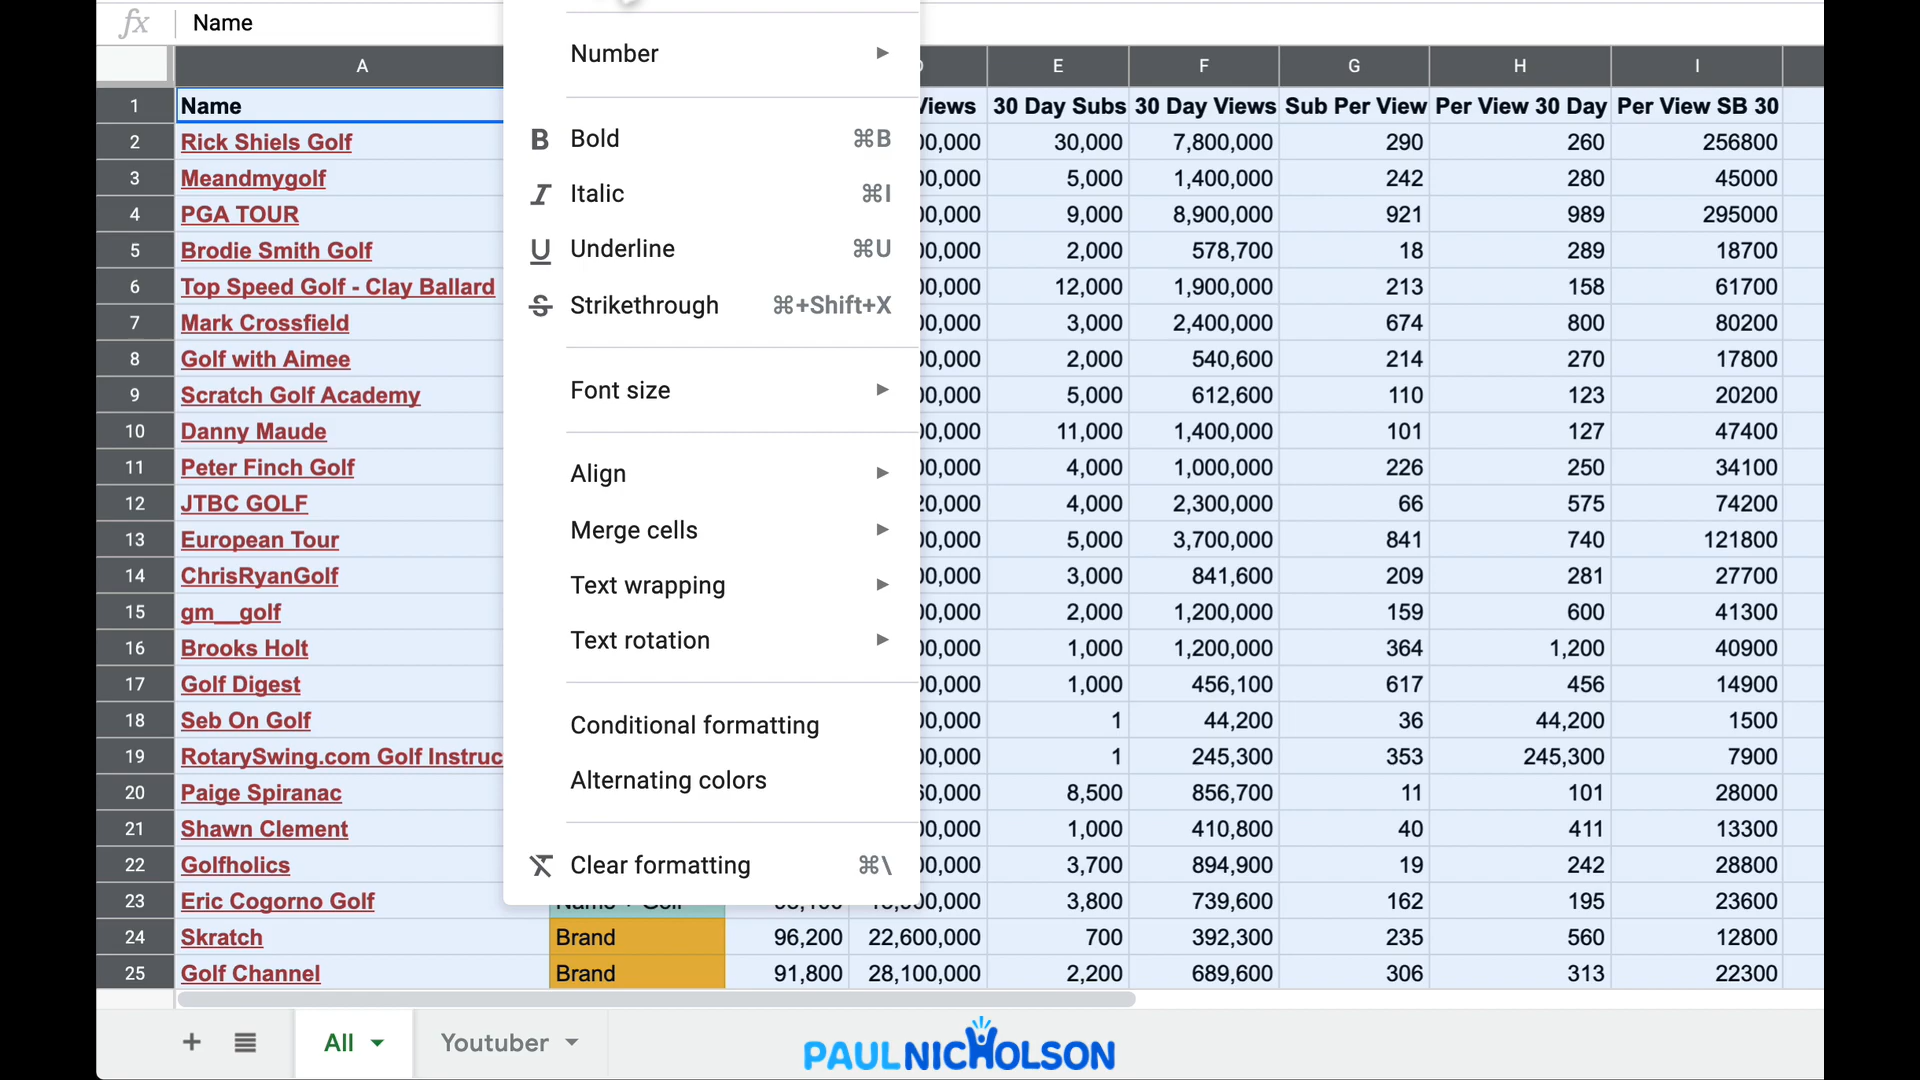 fx Name
A E F G H I
1 Name Views 30 Day Subs 30 Day Views Sub Per View Per View 30 Day Per View SB 30
2 Rick Shiels Golf 00,000 30,000 7,800,000 290 260 256800
3 Meandmygolf 00,000 5,000 1,400,000 242 280 45000
4 PGA TOUR 00,000 9,000 8,900,000 921 989 295000
5 Brodie Smith Golf 00,000 2,000 578,700 18 289 18700
6 Top Speed Golf - Clay Ballard 00,000 12,000 1,900,000 213 158 61700
7 Mark Crossfield 00,000 3,000 2,400,000 674 800 80200
8 Golf with Aimee 00,000 2,000 540,600 214 270 17800
9 Scratch Golf Academy 00,000 5,000 612,600 110 123 20200
10 Danny Maude 00,000 11,000 1,400,000 101 127 47400
11 Peter Finch Golf 00,000 4,000 1,000,000 226 250 34100
12 JTBC GOLF 20,000 4,000 2,300,000 66 575 74200
13 European Tour 00,000 5,000 3,700,000 841 740 121800
14 ChrisRyanGolf 00,000 3,000 841,600 209 281 27700
15 gm__golf 00,000 2,000 1,200,000 159 600 41300
16 Brooks Holt 00,000 1,000 1,200,000 364 1,200 40900
17 Golf Digest 00,000 1,000 456,100 617 456 14900
18 Seb On Golf 00,000 1 44,200 36 44,200 1500
19 RotarySwing.com Golf Instruc 00,000 1 245,300 353 245,300 7900
20 Paige Spiranac 60,000 8,500 856,700 11 101 28000
21 Shawn Clement 00,000 1,000 410,800 40 411 13300
22 Golfholics 00,000 3,700 894,900 19 242 28800
23 Eric Cogorno Golf 00,000 3,800 739,600 162 195 23600
24 Skratch Brand 96,200 22,600,000 700 392,300 235 560 12800
25 Golf Channel Brand 91,800 28,100,000 2,200 689,600 306 313 22300
Number
B Bold ⌘B
I Italic ⌘I
U Underline ⌘U
S Strikethrough ⌘+Shift+X
Font size
Align
Merge cells
Text wrapping
Text rotation
Conditional formatting
Alternating colors
Clear formatting ⌘\
+ All Youtuber
PAULNICHOLSON